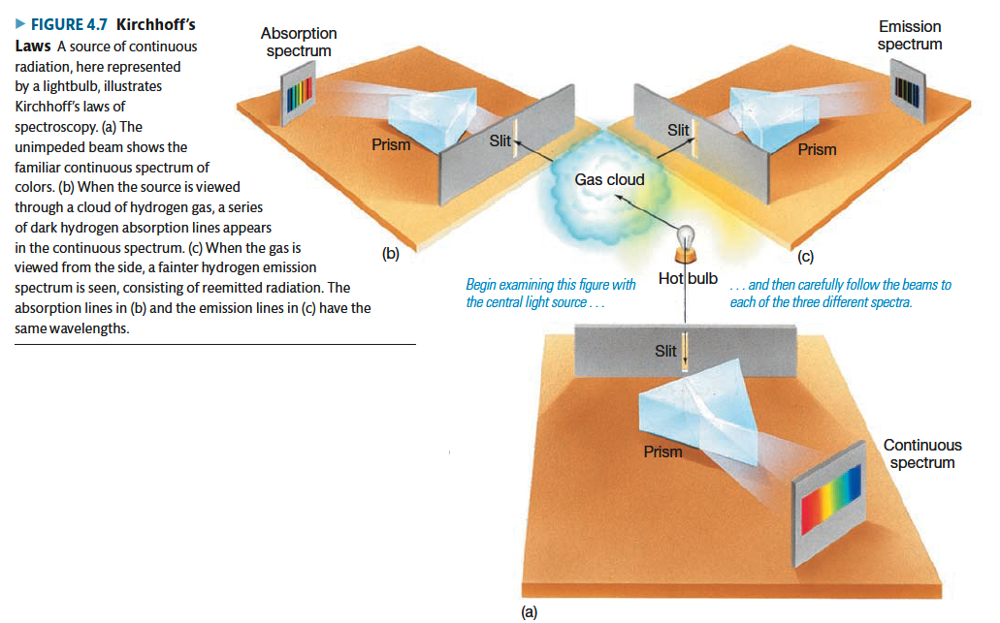 ▶ FIGURE 4.7 Kirchhoff's
Laws A source of continuous
radiation, here represented
by a lightbulb, illustrates
Kirchhoff's laws of
spectroscopy. (a) The
unimpeded beam shows the
familiar continuous spectrum of
colors. (b) When the source is viewed
through a cloud of hydrogen gas, a series
of dark hydrogen absorption lines appears
in the continuous spectrum. (c) When the gas is
viewed from the side, a fainter hydrogen emission
spectrum is seen, consisting of reemitted radiation. The
absorption lines in (b) and the emission lines in (c) have the
same wavelengths.
Absorption
spectrum
Prism
Slit
(b)
Gas cloud
Emission
spectrum
Slit
Prism
(c)
Hot bulb
Begin examining this figure with
the central light source . . .
. . . and then carefully follow the beams to
each of the three different spectra.
Slit
Prism
Continuous
spectrum
(a)